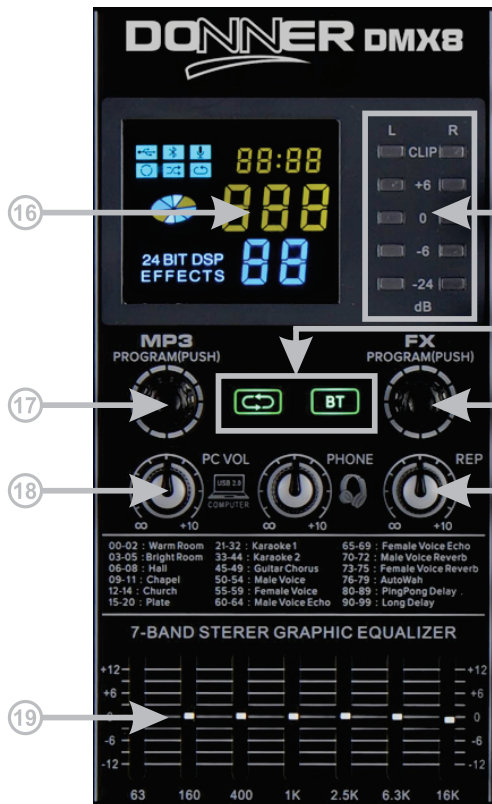 DONNER DMX8
L R
CLIP
+6
0
-6
-24
dB
88:88
888
24 BIT DSP
EFFECTS
88
16
MP3
PROGRAM(PUSH)
FX
PROGRAM(PUSH)
BT
17
PC VOL
PHONE
REP
USB 2.0
COMPUTER
18
∞ +10
∞ +10
∞ +10
00-02 : Warm Room 21-32 : Karaoke1 65-69 : Female Voice Echo
03-05 : Bright Room 33-44 : Karaoke 2 70-72 : Male Voice Reverb
06-08 : Hall 45-49 : Guitar Chorus 73-75 : Female Voice Reverb
09-11 : Chapel 50-54 : Male Voice 76-79 : AutoWah
12-14 : Church 55-59 : Female Voice 80-89 : PingPong Delay .
15-20 : Plate 60-64 : Male Voice Echo 90-99 : Long Delay
7-BAND STERER GRAPHIC EQUALIZER
+12 +12
+6 +6
19
0 0
-6 -6
-12 -12
63 160 400 1K 2.5K 6.3K 16K